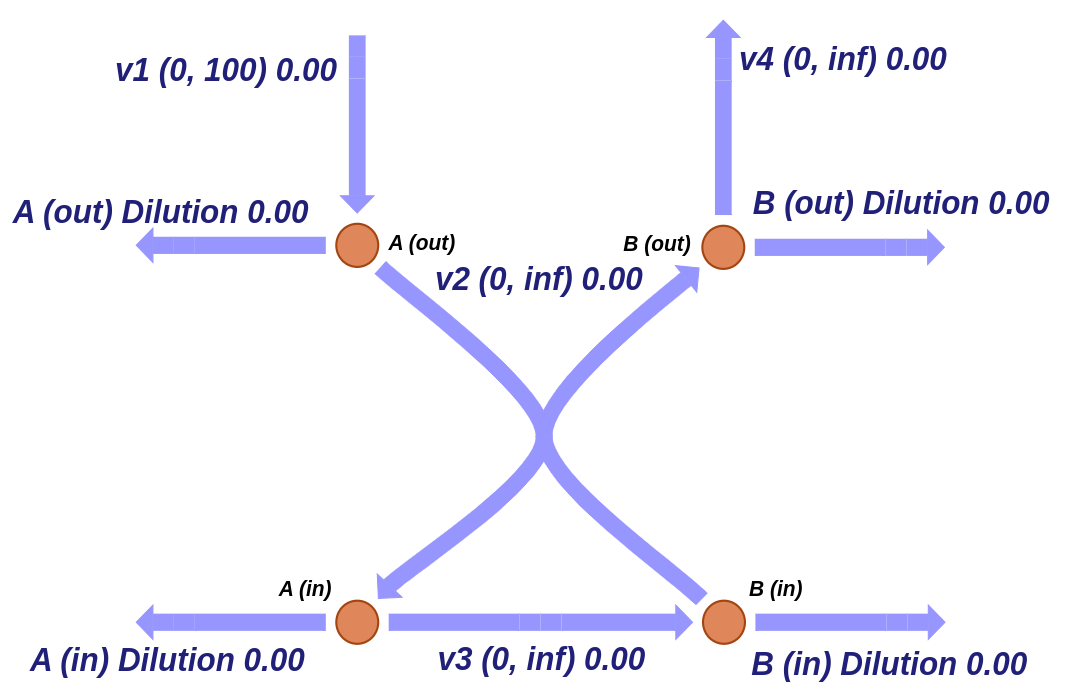 v1 (0, 100) 0.00
v4 (0, inf) 0.00
A (out) Dilution 0.00
B (out) Dilution 0.00
A (out)
B (out)
v2 (0, inf) 0.00
A (in)
B (in)
A (in) Dilution 0.00
v3 (0, inf) 0.00
B (in) Dilution 0.00